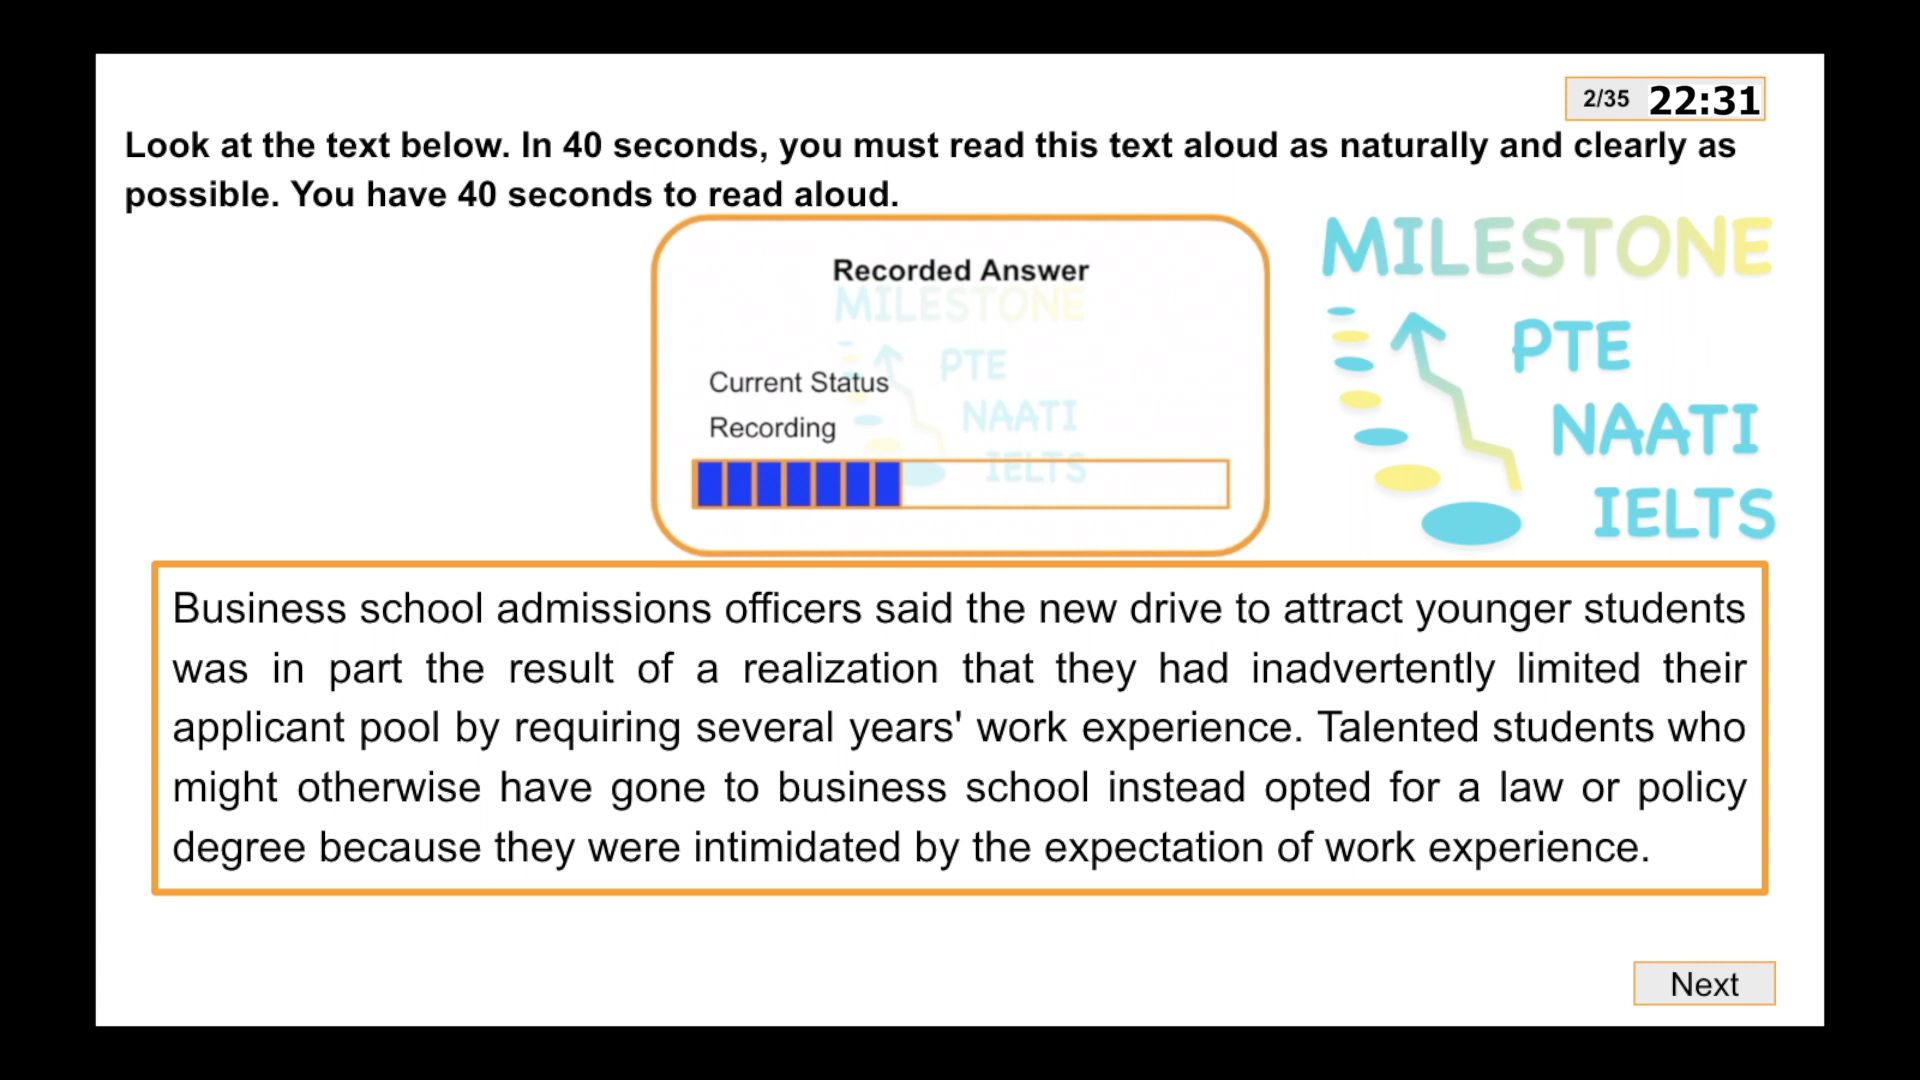 2/35 22:31
Look at the text below. In 40 seconds, you must read this text aloud as naturally and clearly as
possible. You have 40 seconds to read aloud.
Recorded Answer
MILESTONE
PTE
NAATI
IELTS
Current Status
Recording
MILESTONE
PTE
NAATI
IELTS
Business school admissions officers said the new drive to attract younger students
was in part the result of a realization that they had inadvertently limited their
applicant pool by requiring several years' work experience. Talented students who
might otherwise have gone to business school instead opted for a law or policy
degree because they were intimidated by the expectation of work experience.
Next